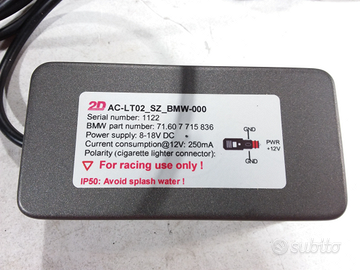 2D AC-LT02_SZ_BMW-000
Serial number: 1122
BMW part number: 71.60 7 715 836
Power supply: 8-18V DC
Current consumption@12V: 250mA
Polarity (cigarette lighter connector):
GND
PWR
+12V
GND
▽ For racing use only !
IP50: Avoid splash water !
subito